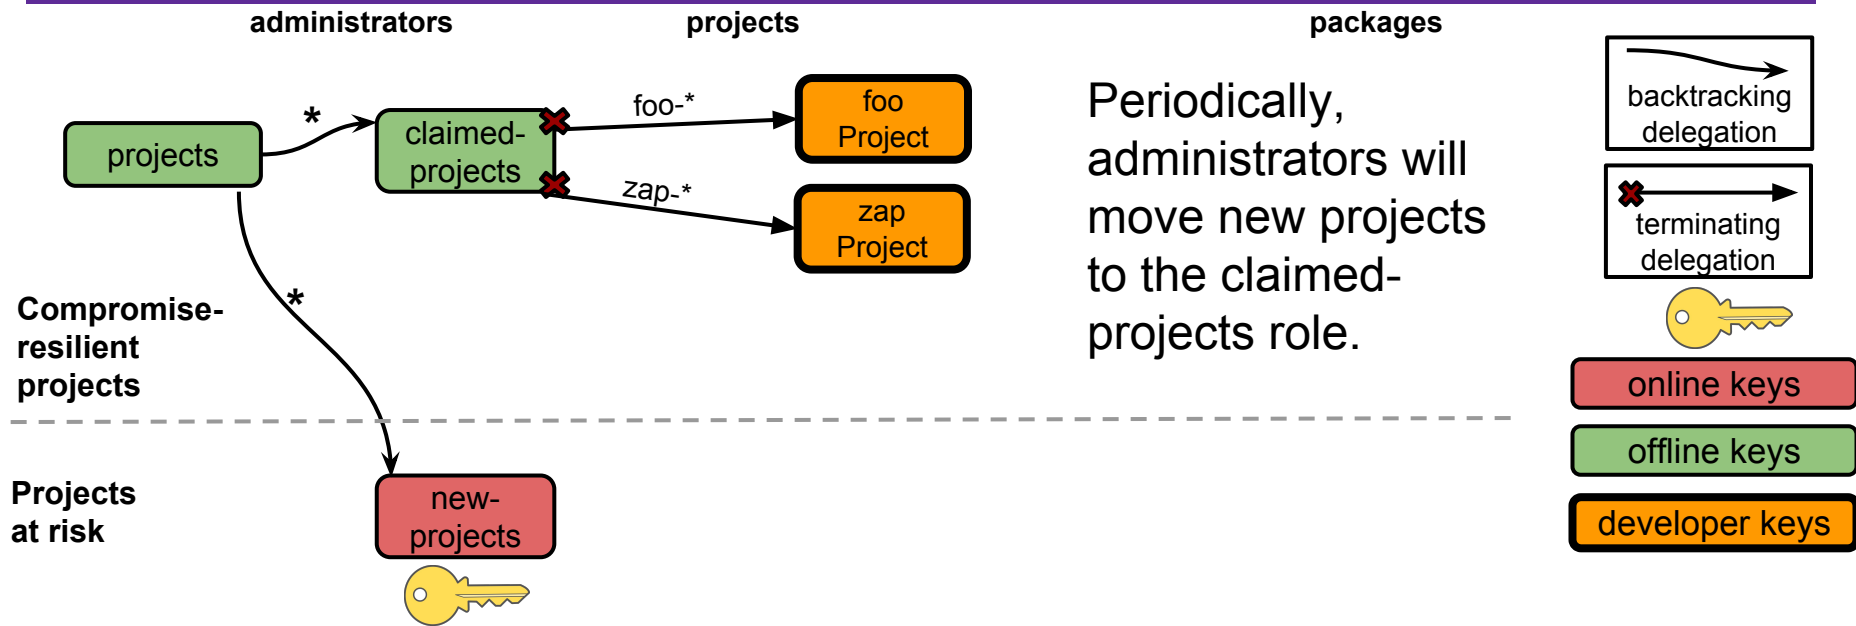 administrators
projects
packages
projects
*
claimed-
projects
foo-*
zap-*
foo
Project
zap
Project
*
Compromise-
resilient
projects
Projects
at risk
new-
projects
Periodically,
administrators will
move new projects
to the claimed-
projects role.
backtracking
delegation
terminating
delegation
online keys
offline keys
developer keys